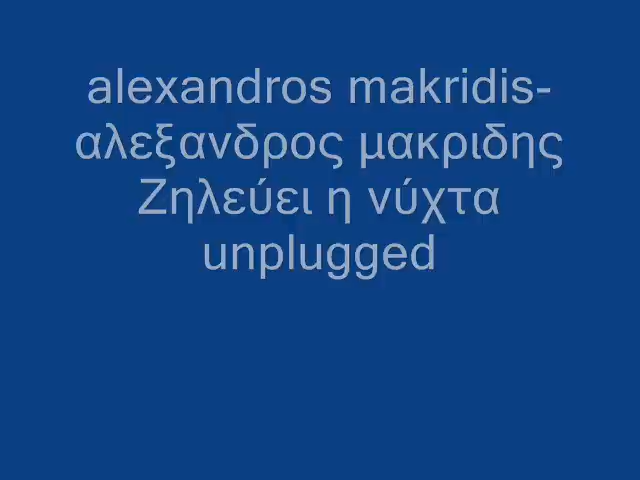 alexandros makridis-
αλεξανδρος μακριδης
Ζηλεύει η νύχτα
unplugged